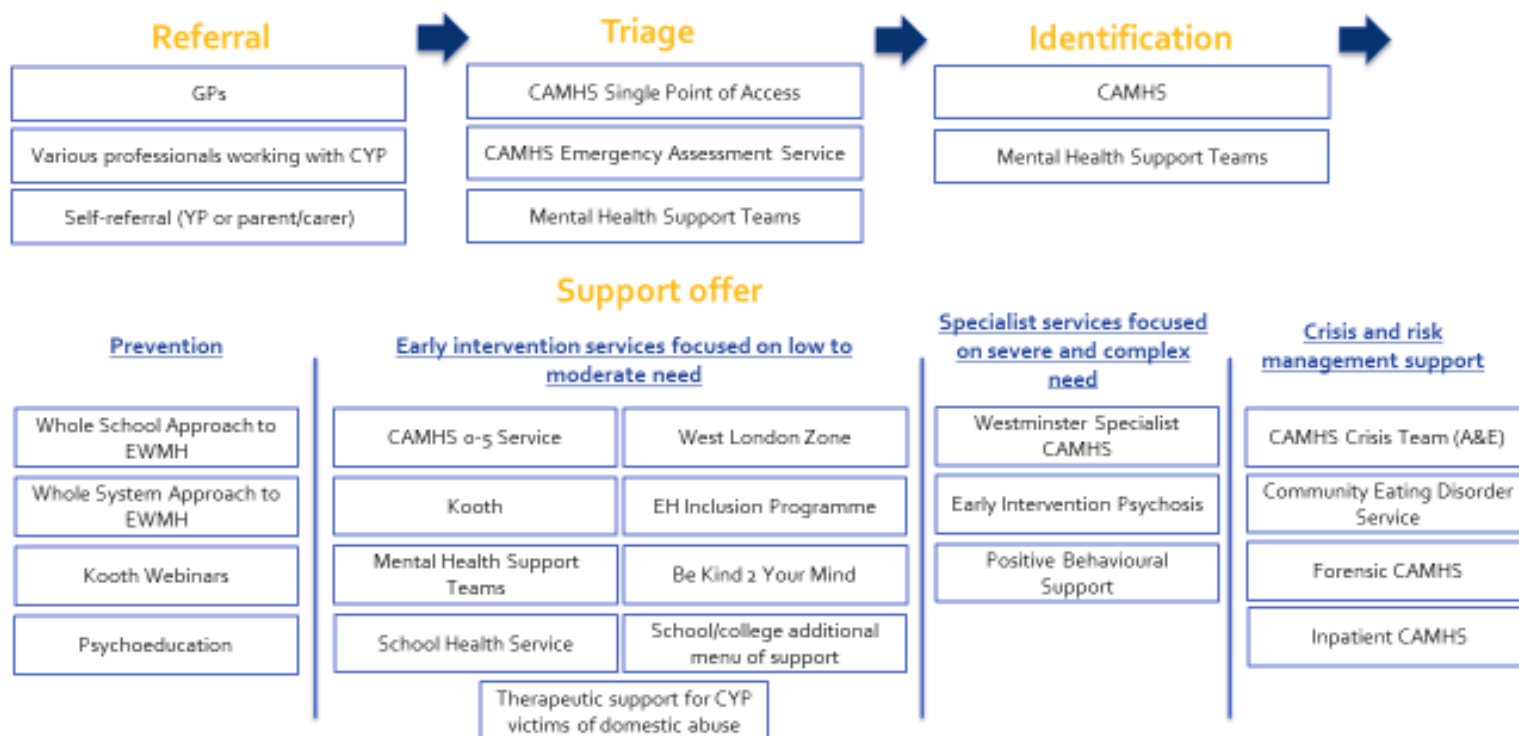 Referral
Triage
Identification
GPs
Various professionals working with CYP
Self-referral (YP or parent/carer)
CAMHS Single Point of Access
CAMHS Emergency Assessment Service
Mental Health Support Teams
CAMHS
Mental Health Support Teams
Support offer
Prevention
Whole School Approach to
EWMH
Whole System Approach to
EWMH
Kooth Webinars
Psychoeducation
Early intervention services focused on low to
moderate need
CAMHS 0-5 Service
West London Zone
Kooth
EH Inclusion Programme
Mental Health Support
Teams
Be Kind 2 Your Mind
School Health Service
School/college additional
menu of support
Therapeutic support for CYP
victims of domestic abuse
Specialist services focused
on severe and complex
need
Westminster Specialist
CAMHS
Early Intervention Psychosis
Positive Behavioural
Support
Crisis and risk
management support
CAMHS Crisis Team (A&E)
Community Eating Disorder
Service
Forensic CAMHS
Inpatient CAMHS